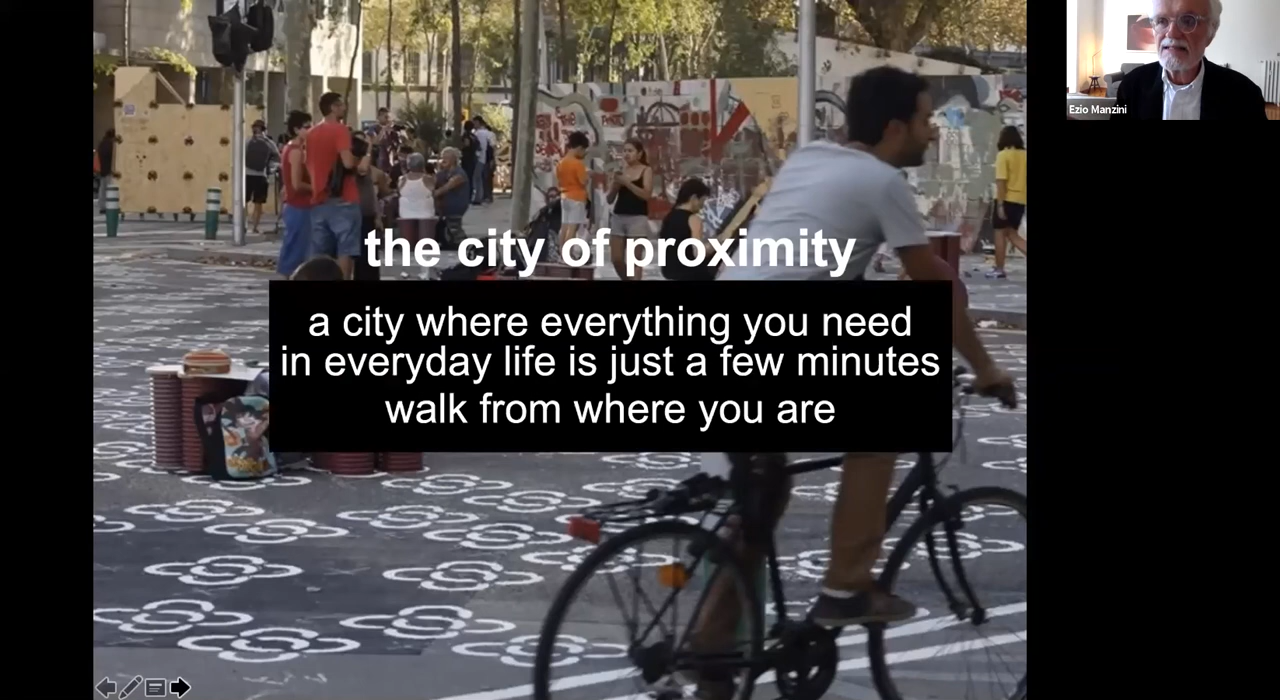 the city of proximity
a city where everything you need
in everyday life is just a few minutes
walk from where you are
Ezio Manzini